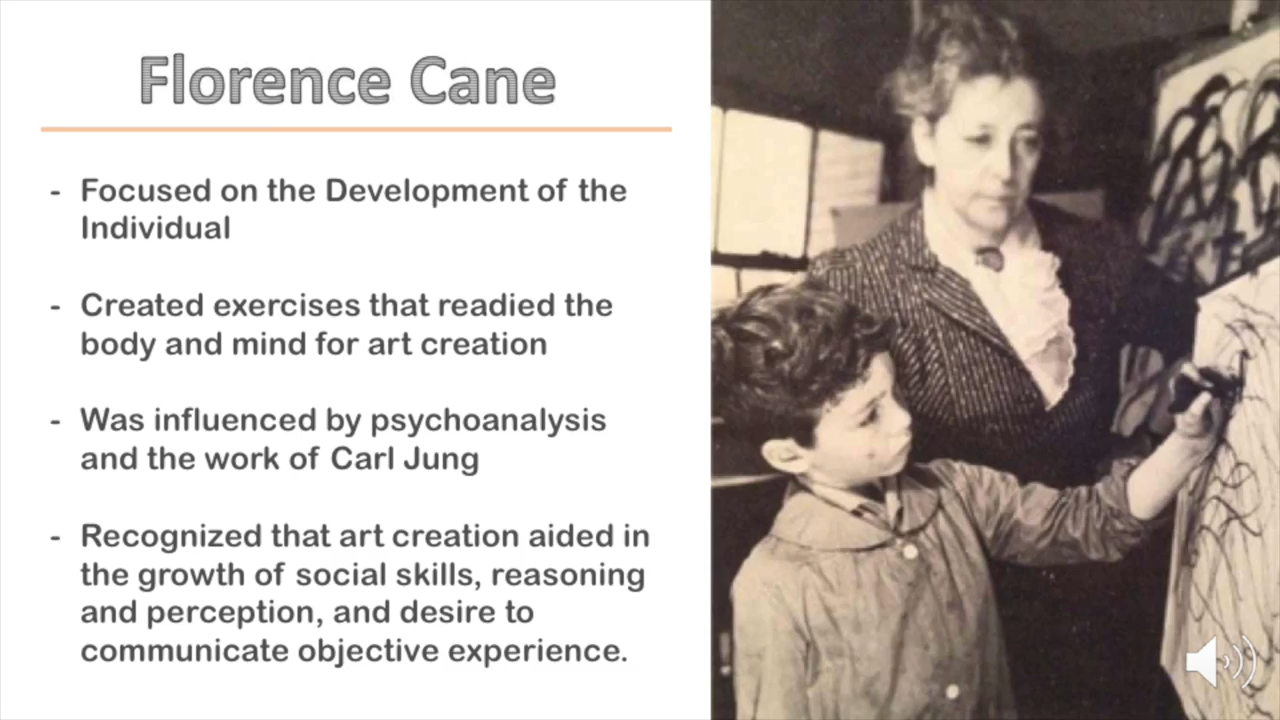 Florence Cane
- Focused on the Development of the
Individual
- Created exercises that readied the
body and mind for art creation
- Was influenced by psychoanalysis
and the work of Carl Jung
- Recognized that art creation aided in
the growth of social skills, reasoning
and perception, and desire to
communicate objective experience.